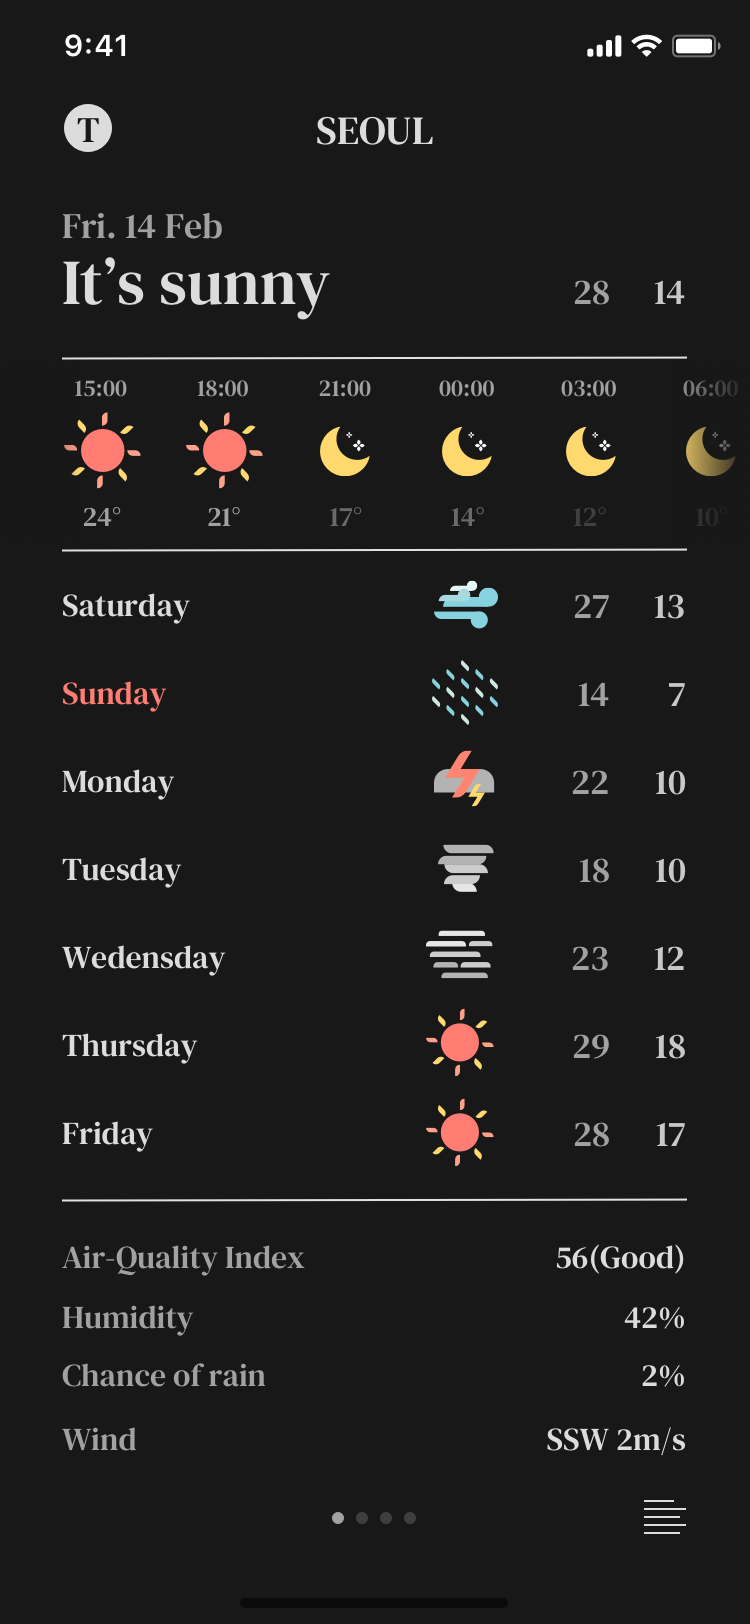 9:41
T
SEOUL
Fri. 14 Feb
It's sunny 28 14
15:00 18:00 21:00 00:00 03:00 06:00
24° 21° 17° 14° 12° 10°
Saturday 27 13
Sunday 14 7
Monday 22 10
Tuesday 18 10
Wedensday 23 12
Thursday 29 18
Friday 28 17
Air-Quality Index 56(Good)
Humidity 42%
Chance of rain 2%
Wind SSW 2m/s